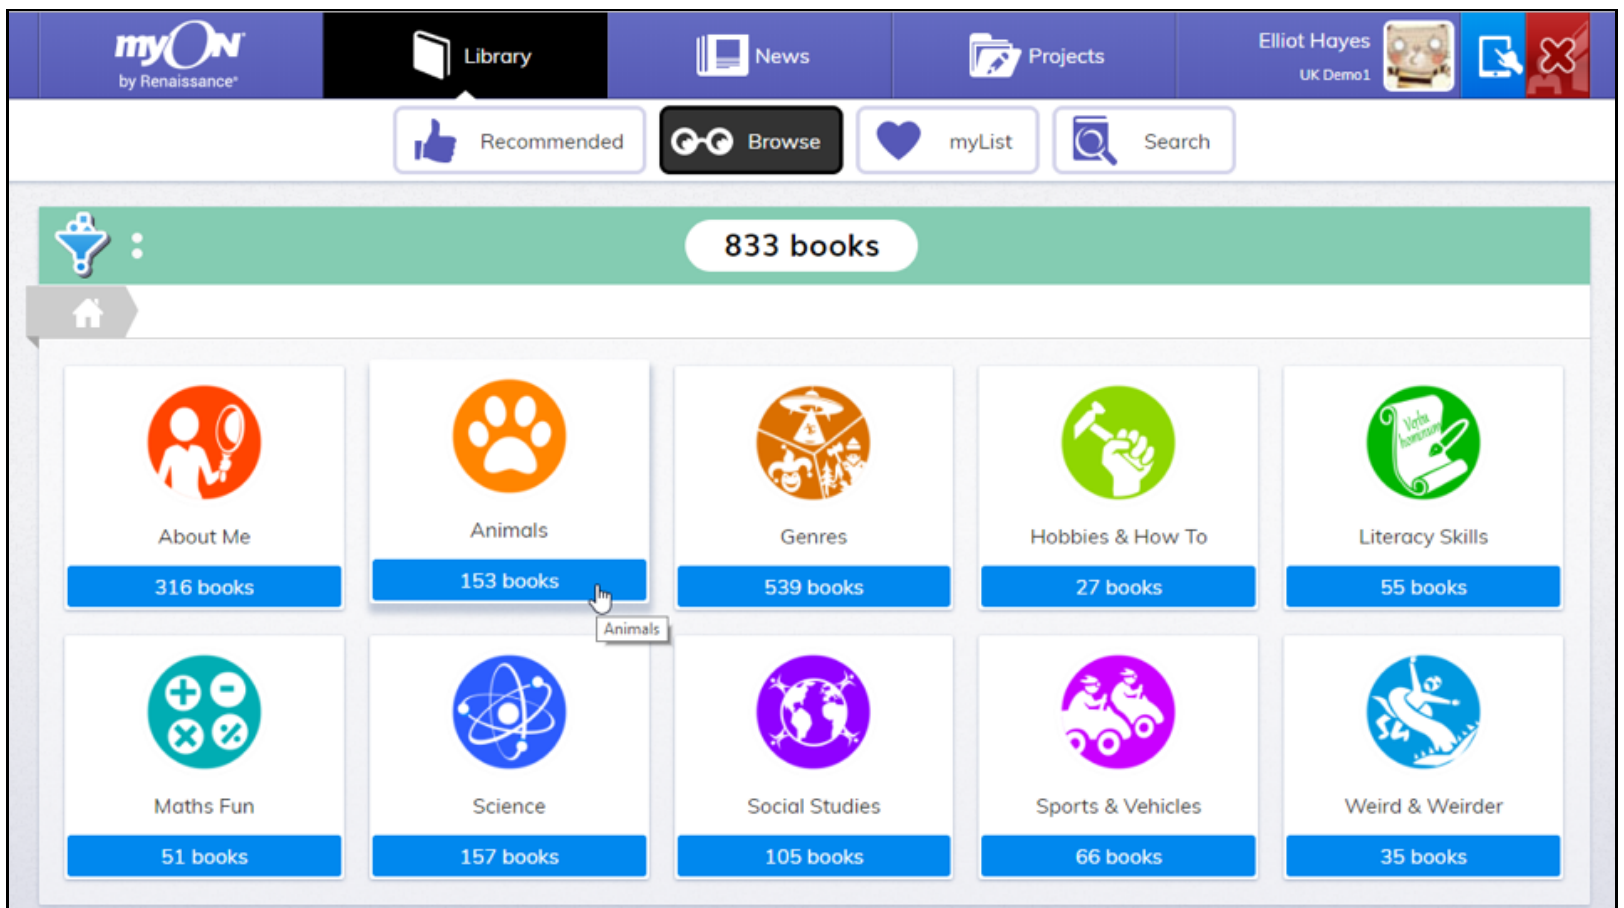 myON
by Renaissance®
Library
News
Projects
Elliot Hayes
UK Demo1
Recommended
Browse
myList
Search
833 books
About Me
316 books
Animals
153 books
Animals
Genres
539 books
Hobbies & How To
27 books
Verba
hominium
Literacy Skills
55 books
Maths Fun
51 books
Science
157 books
Social Studies
105 books
Sports & Vehicles
66 books
Weird & Weirder
35 books